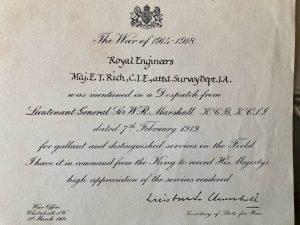 The War of 1914-1918.
Royal Engineers
Maj. E. T. Rich, C.I.E., attd. Survey Dept. I.A.
was mentioned in a Despatch from
Lieutenant General Sir W.R. Marshall K.C.B., K.C.S.I.
dated 7th February 1919
for gallant and distinguished services in the Field.
I have it in command from the King to record His Majesty's
high appreciation of the services rendered.
Winston S. Churchill
War Office
Secretary of State for War
Whitehall S.W.
1st March 1919